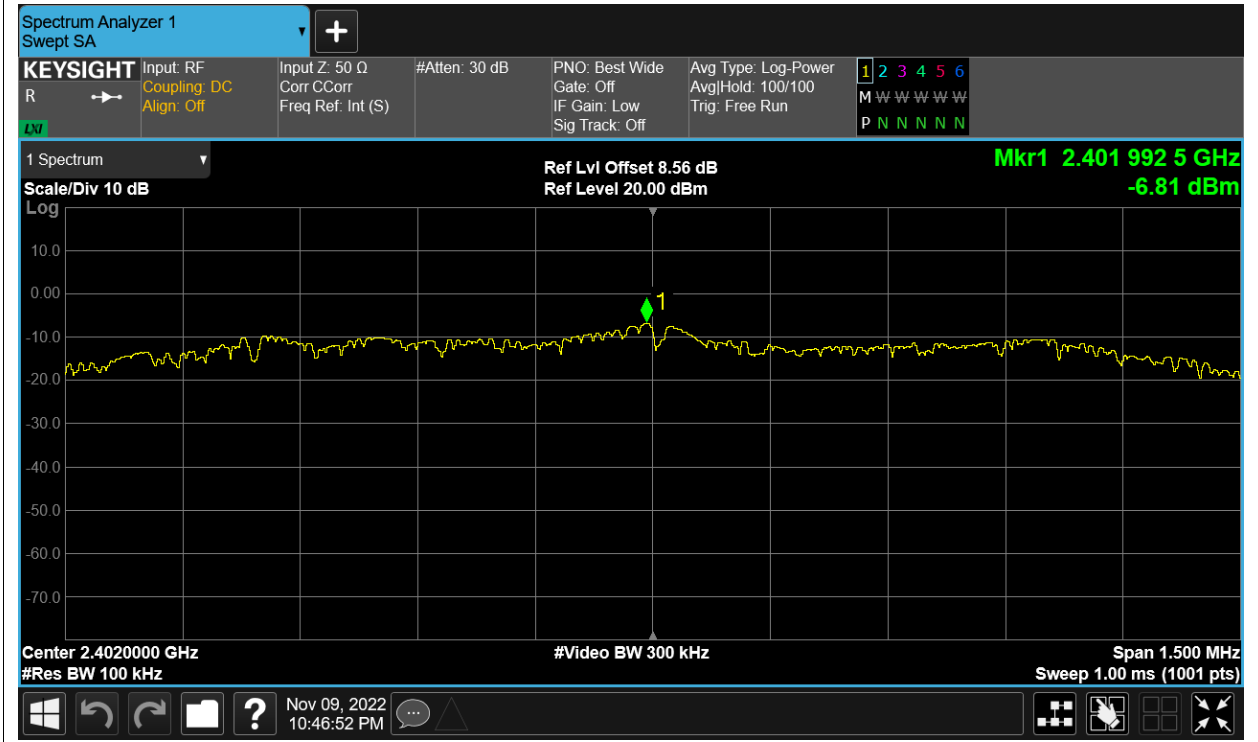 Spectrum Analyzer 1
Swept SA
KEYSIGHT
R
LXI
Input: RF
Coupling: DC
Align: Off
Input Z: 50 Ω
Corr CCorr
Freq Ref: Int (S)
#Atten: 30 dB
PNO: Best Wide
Gate: Off
IF Gain: Low
Sig Track: Off
Avg Type: Log-Power
Avg|Hold: 100/100
Trig: Free Run
1 2 3 4 5 6
M W W W W W
P N N N N N
1 Spectrum
Scale/Div 10 dB
Log
Ref Lvl Offset 8.56 dB
Ref Level 20.00 dBm
Mkr1 2.401 992 5 GHz
-6.81 dBm
10.0
0.00
1
-10.0
-20.0
-30.0
-40.0
-50.0
-60.0
-70.0
Center 2.4020000 GHz
#Video BW 300 kHz
Span 1.500 MHz
#Res BW 100 kHz
Sweep 1.00 ms (1001 pts)
?
Nov 09, 2022
10:46:52 PM